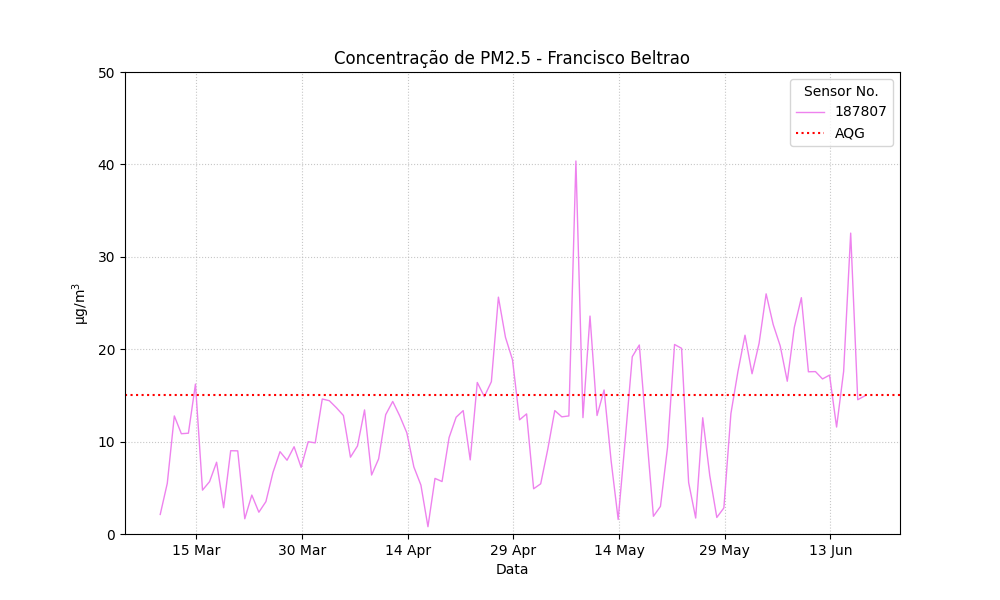 Concentração de PM2.5 - Francisco Beltrao
50
40
30
20
10
0
µg/m³
Sensor No.
187807
AQG
15 Mar
30 Mar
14 Apr
29 Apr
14 May
29 May
13 Jun
Data